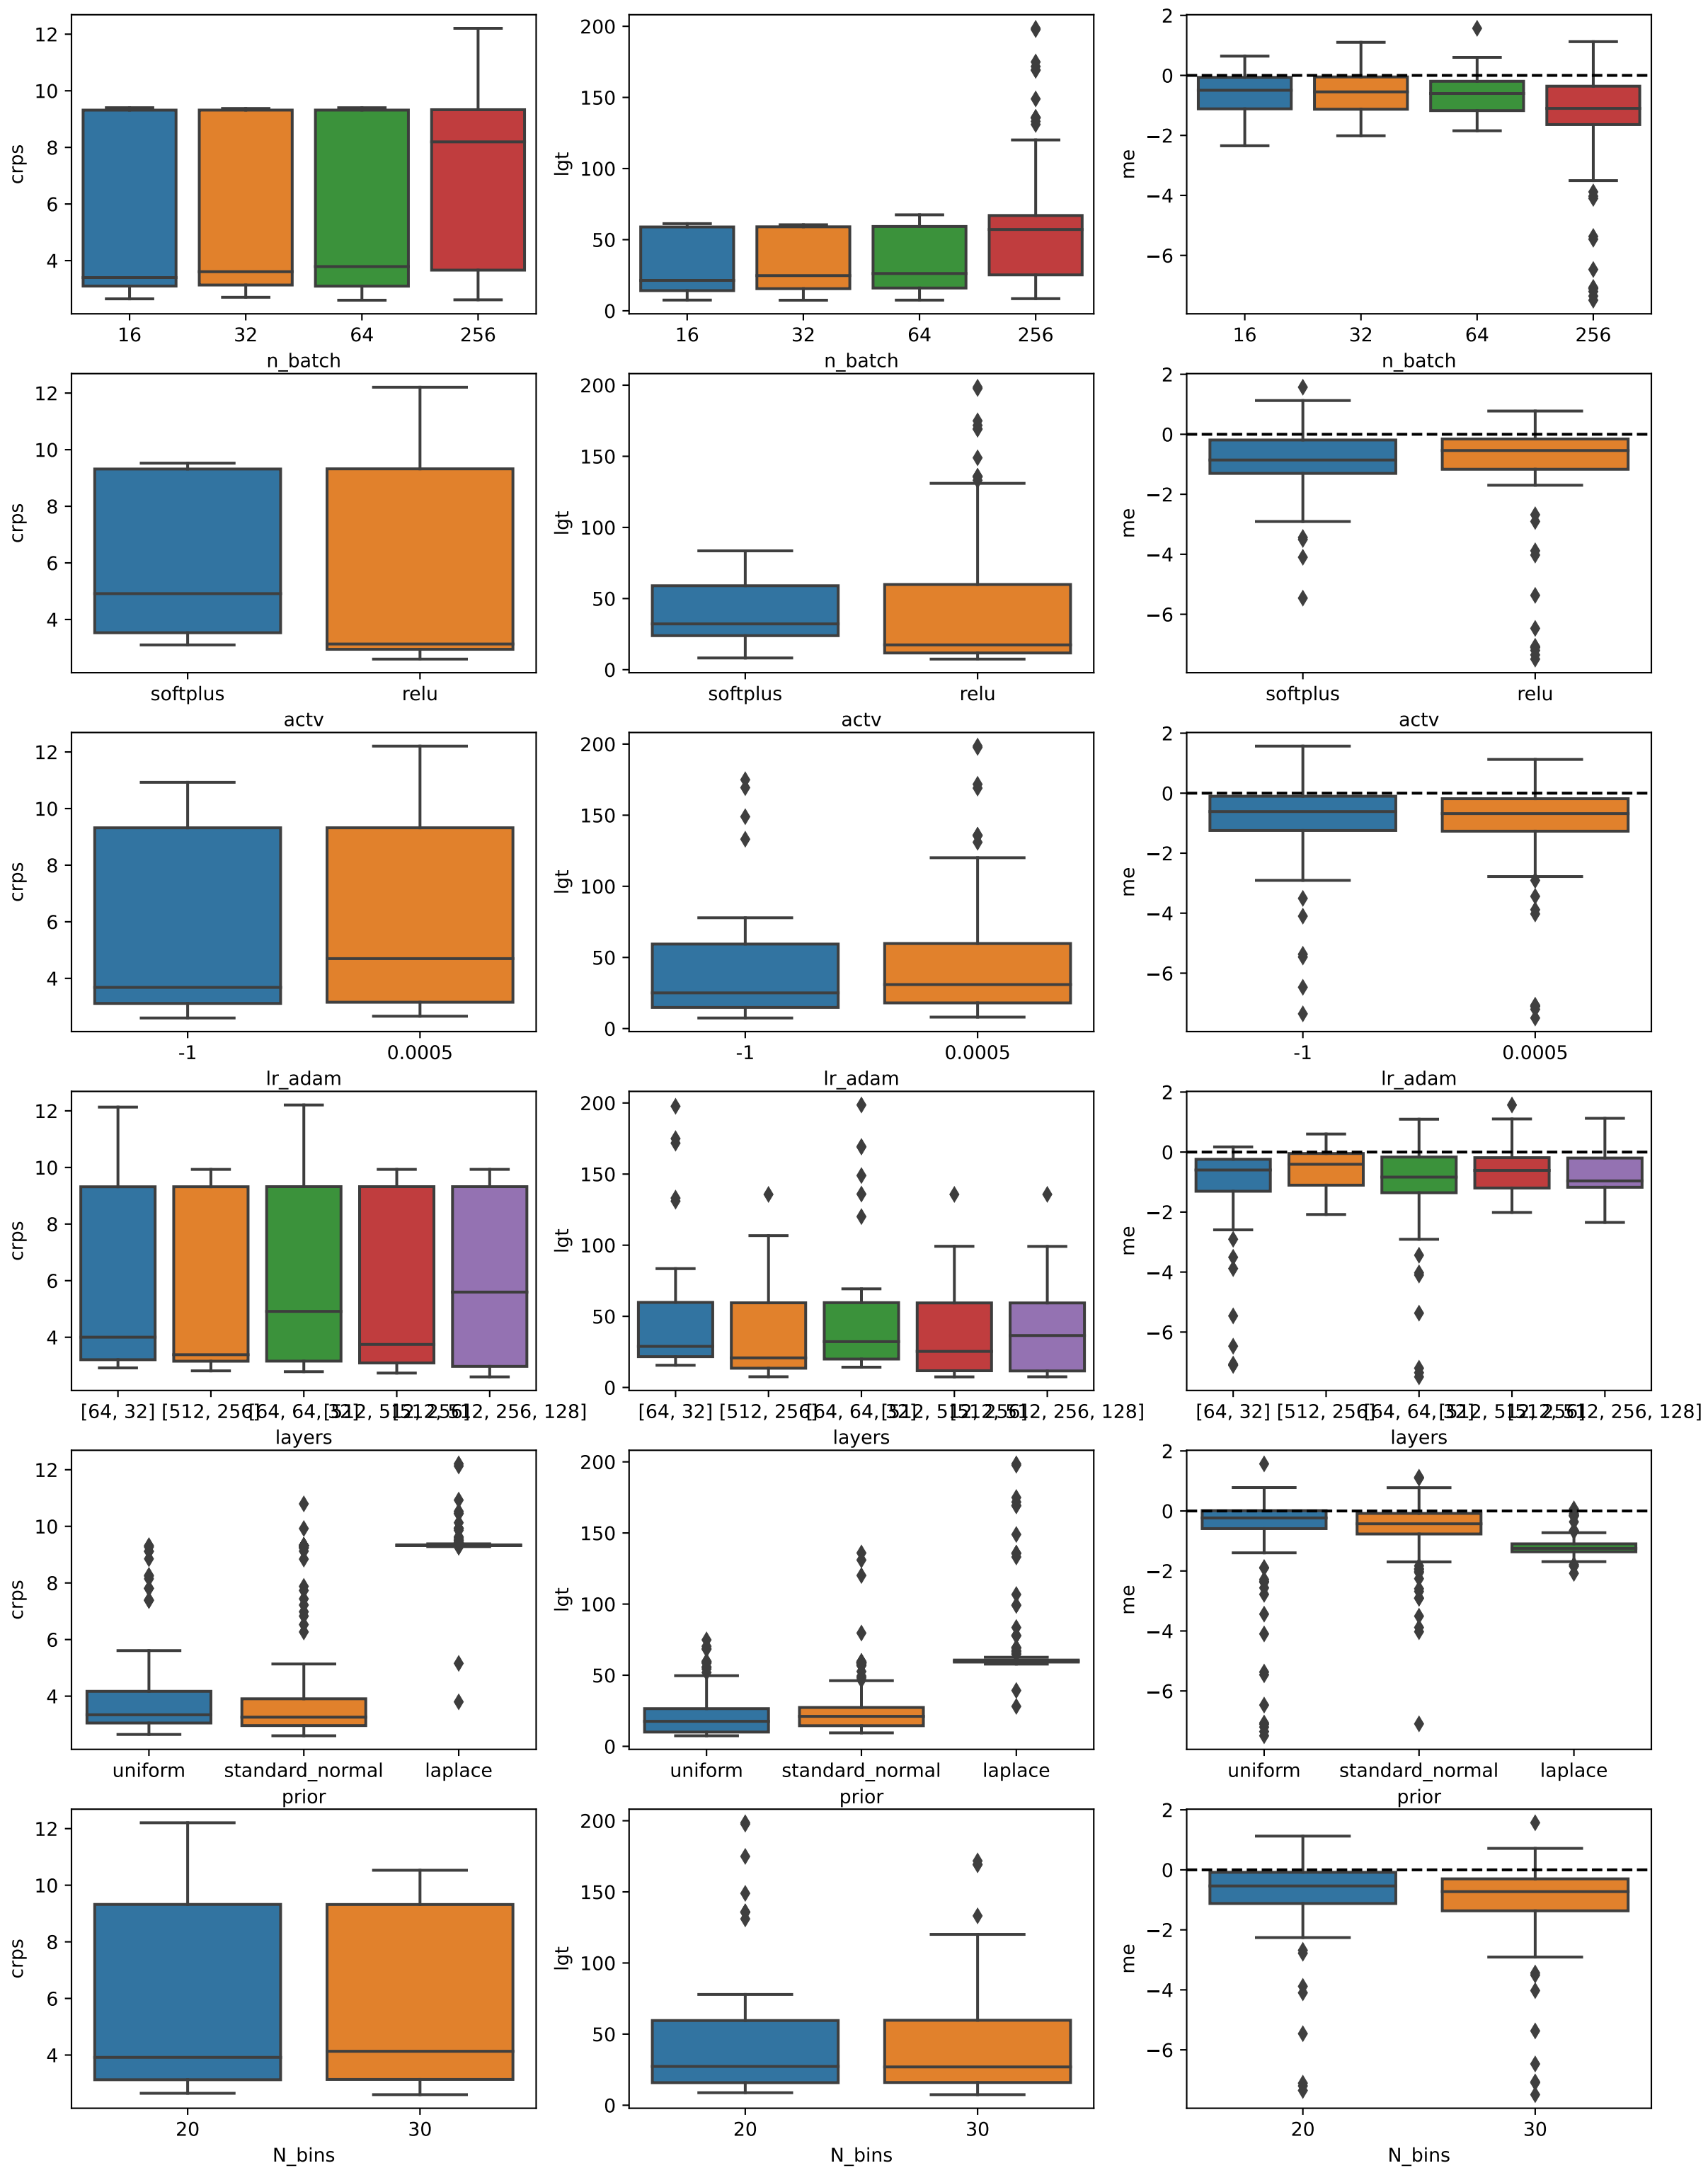 12 200 2
10 150 0
8 100 -2
6 50 -4
4 0 -6
crps lgt me
16 32 64 256 16 32 64 256 16 32 64 256
n_batch n_batch n_batch
12 200 2
10 150 0
8 100 −2
6 50 −4
4 0 −6
crps lgt me
softplus relu softplus relu softplus relu
actv actv actv
12 200 2
10 150 0
8 100 −2
6 50 −4
4 0 −6
crps lgt me
-1 0.0005 -1 0.0005 -1 0.0005
lr_adam lr_adam lr_adam
12 200 2
10 150 0
8 100 −2
6 50 −4
4 0 −6
crps lgt me
[64, 32] [512, 256] 256, 128] [64, 32] [512, 256] 256, 128] [64, 32] [512, 256] 256, 128]
layers layers layers
12 200 2
10 150 0
8 100 −2
6 50 −4
4 0 −6
crps lgt me
uniform standard_normal laplace uniform standard_normal laplace uniform standard_normal laplace
prior prior prior
12 200 2
10 150 0
8 100 −2
6 50 −4
4 0 −6
crps lgt me
20 30 20 30 20 30
N_bins N_bins N_bins